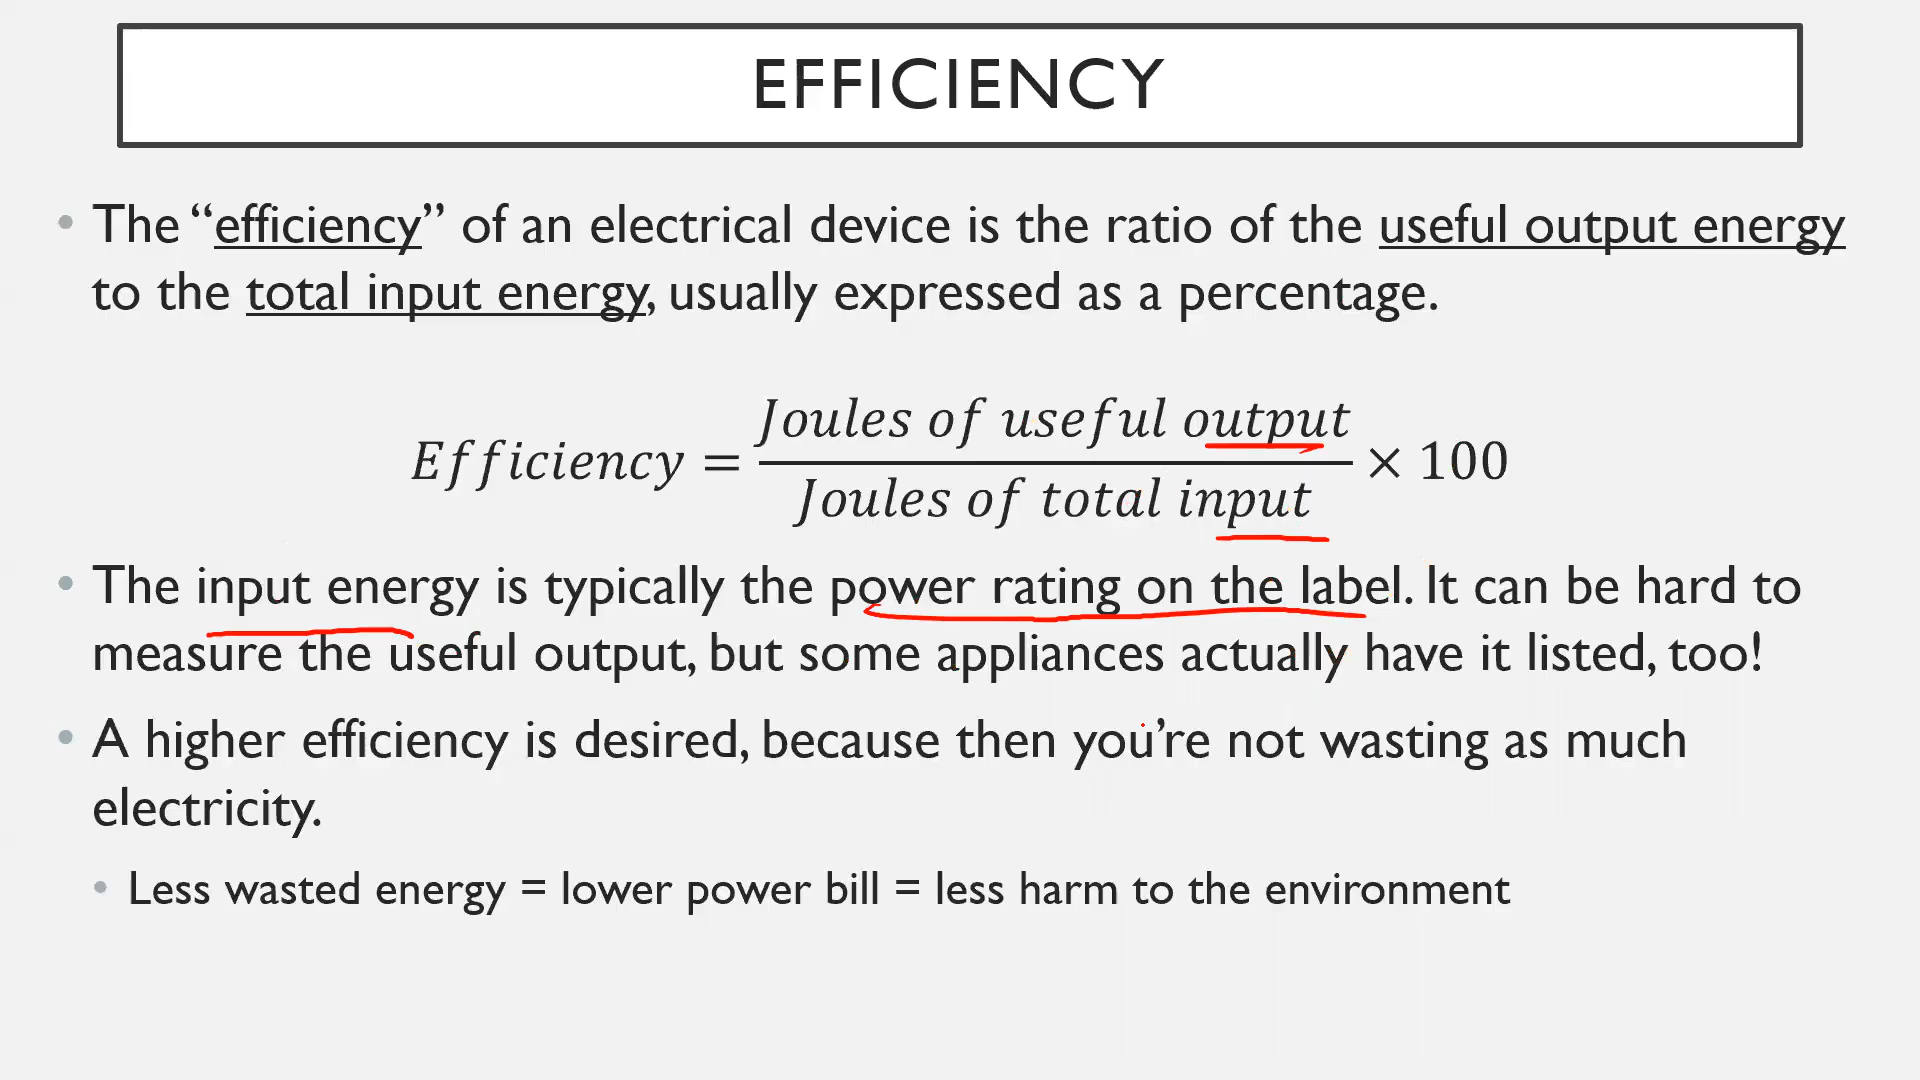 EFFICIENCY
• The “efficiency” of an electrical device is the ratio of the useful output energy
to the total input energy, usually expressed as a percentage.
Efficiency = Joules of useful output / Joules of total input × 100
• The input energy is typically the power rating on the label. It can be hard to
measure the useful output, but some appliances actually have it listed, too!
• A higher efficiency is desired, because then you’re not wasting as much
electricity.
• Less wasted energy = lower power bill = less harm to the environment